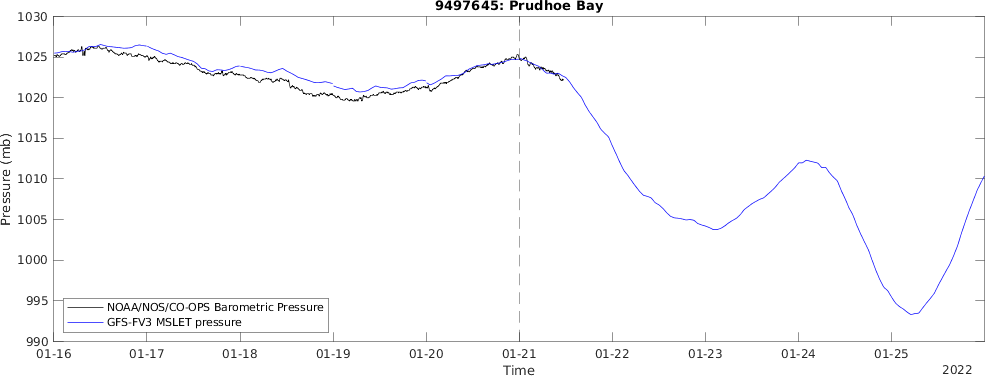 9497645: Prudhoe Bay
1030
1025
1020
1015
1010
1005
1000
995
990
Pressure (mb)
NOAA/NOS/CO-OPS Barometric Pressure
GFS-FV3 MSLET pressure
01-16 01-17 01-18 01-19 01-20 01-21 01-22 01-23 01-24 01-25
Time
2022